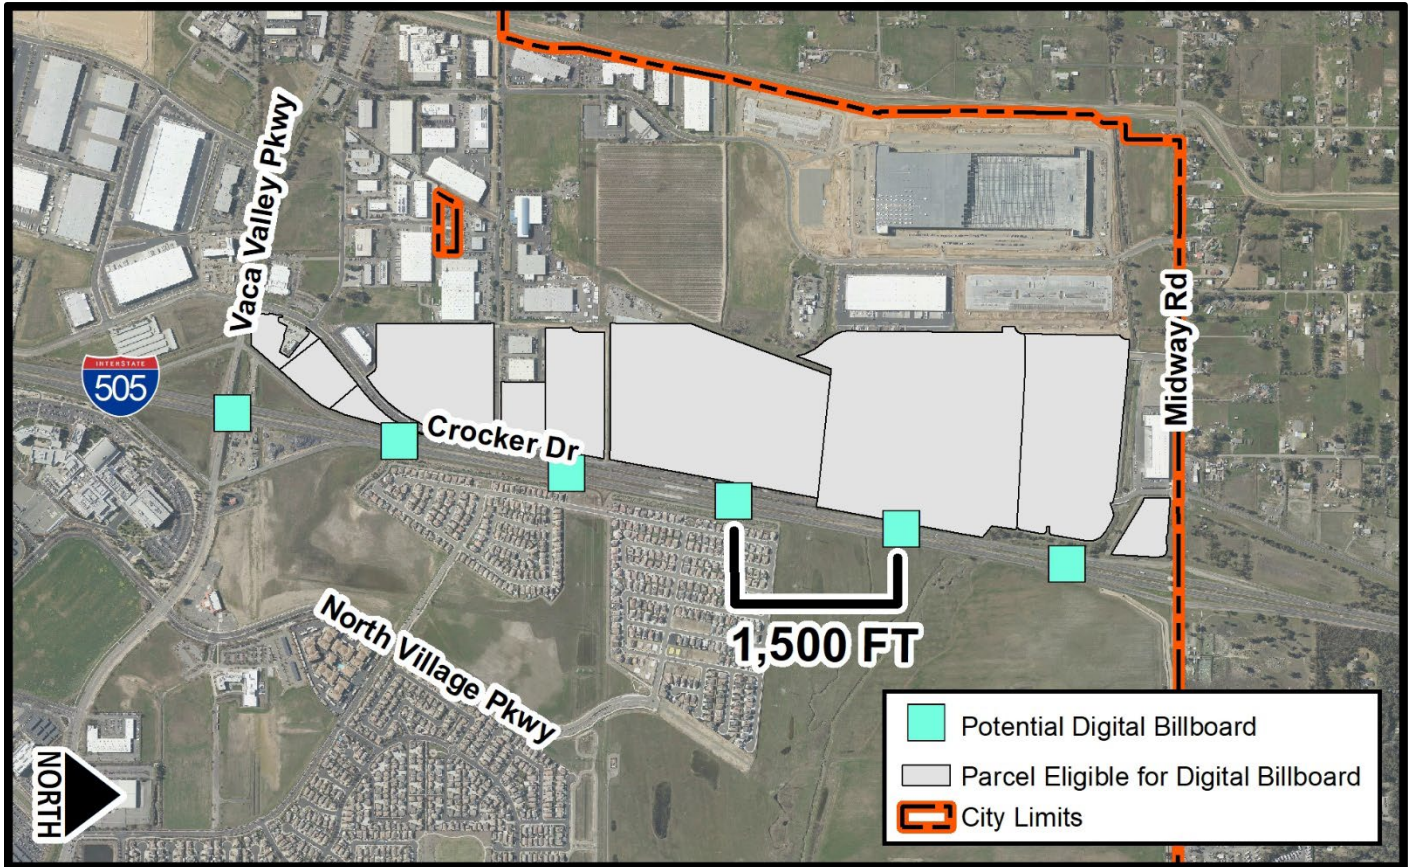 Vaca Valley Pkwy
INTERSTATE
505
Crocker Dr
Midway Rd
1,500 FT
North Village Pkwy
NORTH
Potential Digital Billboard
Parcel Eligible for Digital Billboard
City Limits